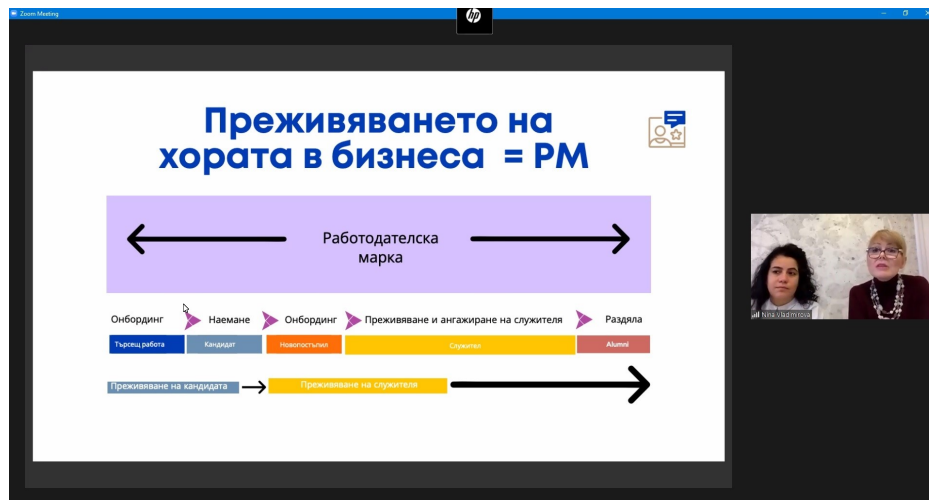 Zoom Meeting
hp
Преживяването на
хората в бизнеса = РМ
Работодателска
марка
Онбординг Наемане Онбординг Преживяване и ангажиране на служителя Раздяла
Търсещ работа Кандидат Новопостъпил Служител Alumni
Преживяване на кандидата Преживяване на служителя
Nina Vladimirova